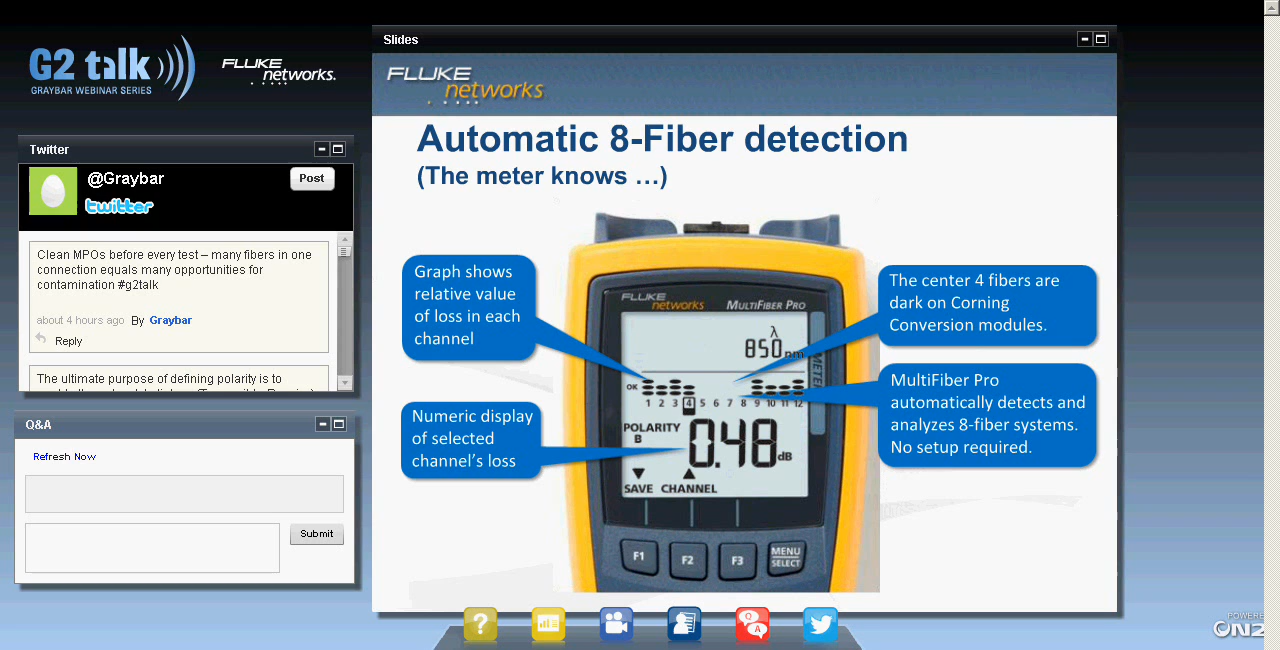 G2 talk
GRAYBAR WEBINAR SERIES
FLUKE
networks.
Twitter
@Graybar
Post
twitter
Clean MPOs before every test – many fibers in one
connection equals many opportunities for
contamination #g2talk
about 4 hours ago By Graybar
Reply
The ultimate purpose of defining polarity is to
Q&A
Refresh Now
Submit
Slides
FLUKE
networks
Automatic 8-Fiber detection
(The meter knows …)
Graph shows
relative value
of loss in each
channel
Numeric display
of selected
channel's loss
The center 4 fibers are
dark on Corning
Conversion modules.
MultiFiber Pro
automatically detects and
analyzes 8-fiber systems.
No setup required.
FLUKE
networks
MULTIFIBER PRO
λ
850 nm
METER
OK
1 2 3 4 5 6 7 8 9 10 11 12
POLARITY
B
0.48 dB
SAVE CHANNEL
F1
F2
F3
MENU
SELECT
?
Q
A
POWERE
ON2